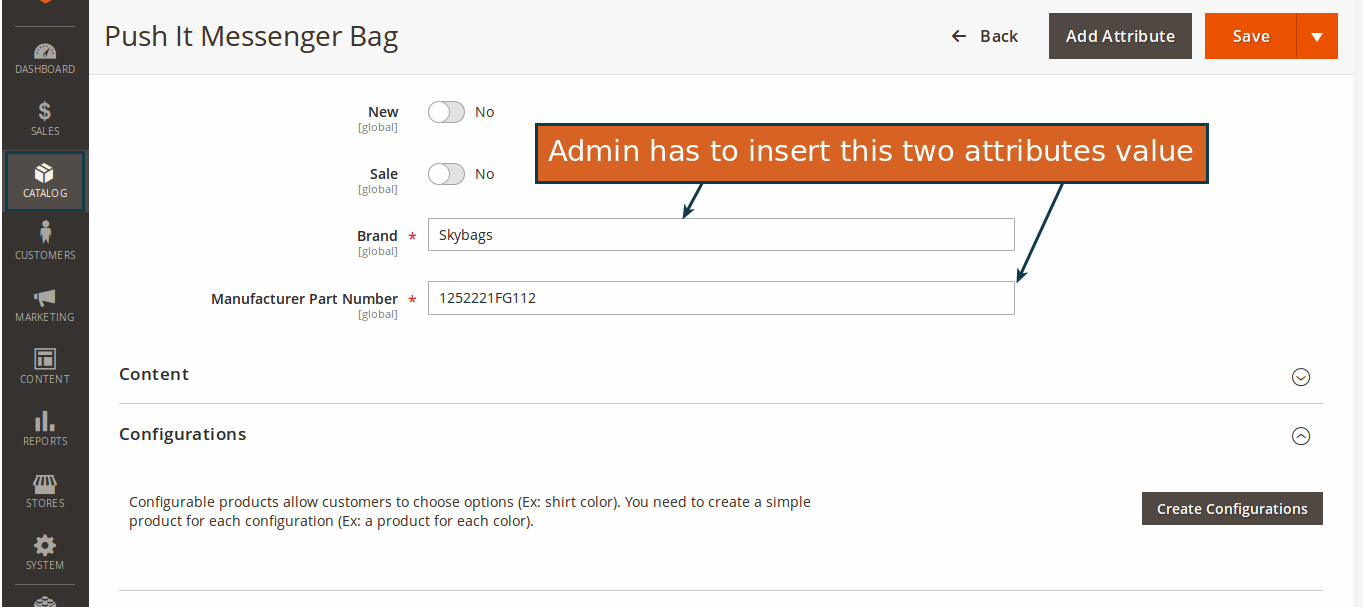 Push It Messenger Bag
Back
Add Attribute
Save
DASHBOARD
SALES
CATALOG
CUSTOMERS
MARKETING
CONTENT
REPORTS
STORES
SYSTEM
New
[global]
No
Admin has to insert this two attributes value
Sale
[global]
No
Brand *
[global]
Skybags
Manufacturer Part Number *
[global]
1252221FG112
Content
Configurations
Configurable products allow customers to choose options (Ex: shirt color). You need to create a simple
product for each configuration (Ex: a product for each color).
Create Configurations